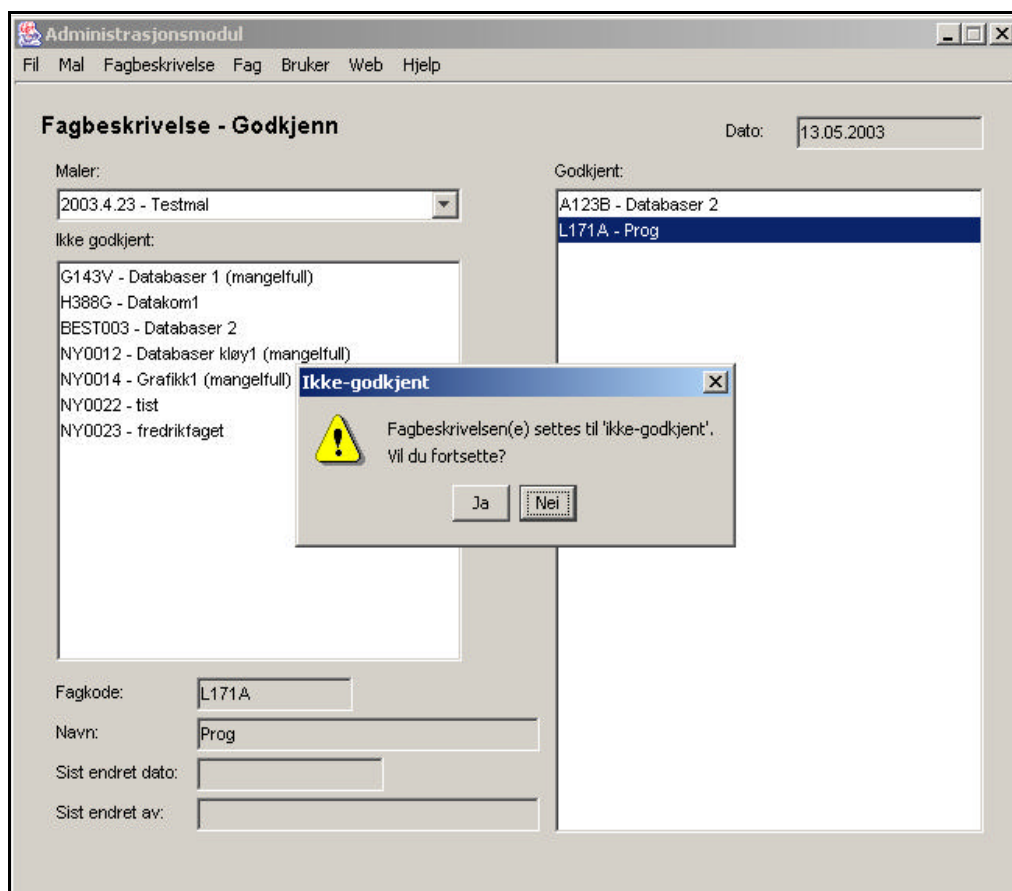 Administrasjonsmodul
Fil Mal Fagbeskrivelse Fag Bruker Web Hjelp
Fagbeskrivelse - Godkjenn
Dato: 13.05.2003
Maler:
2003.4.23 - Testmal
Ikke godkjent:
G143V - Databaser 1 (mangelfull)
H388G - Datakom1
BEST003 - Databaser 2
NY0012 - Databaser kløy1 (mangelfull)
NY0014 - Grafikk1 (mangelfull)
NY0022 - tist
NY0023 - fredrikfaget
Godkjent:
A123B - Databaser 2
L171A - Prog
Ikke-godkjent
Fagbeskrivelsen(e) settes til 'ikke-godkjent'.
Vil du fortsette?
Ja Nei
Fagkode: L171A
Navn: Prog
Sist endret dato:
Sist endret av: